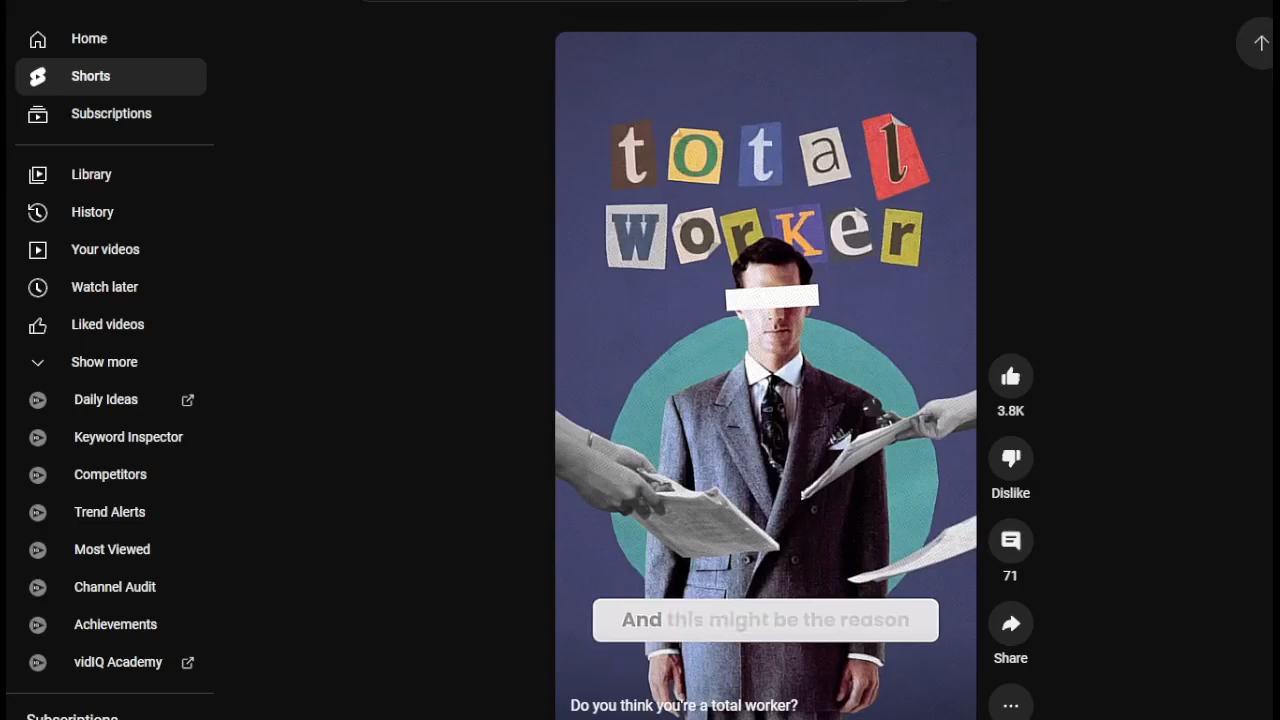 Home
Shorts
Subscriptions
Library
History
Your videos
Watch later
Liked videos
Show more
Daily Ideas
Keyword Inspector
Competitors
Trend Alerts
Most Viewed
Channel Audit
Achievements
vidIQ Academy
Subscriptions
total
worker
And this might be the reason
Do you think you're a total worker?
3.8K
Dislike
71
Share